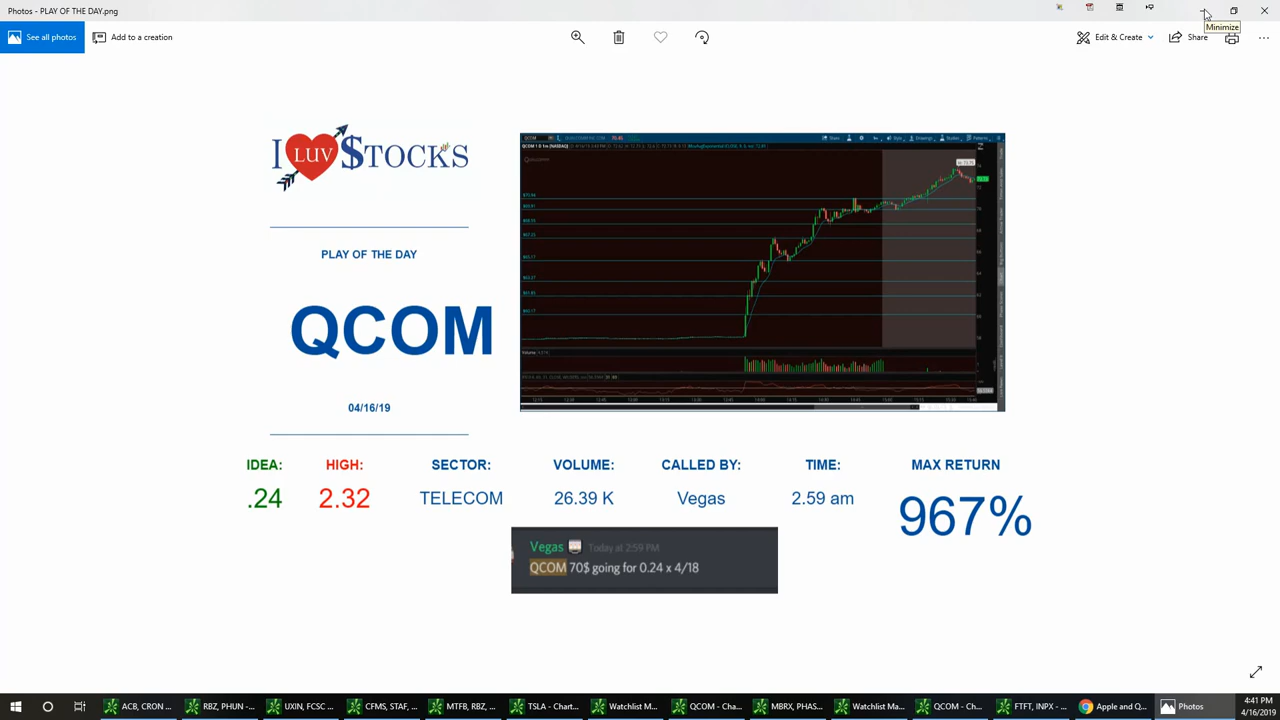 Photos - PLAY OF THE DAY.png
Minimize
See all photos
Add to a creation
Edit & Create
Share
I LUV $TOCKS
PLAY OF THE DAY
QCOM
04/16/19
IDEA:
.24
HIGH:
2.32
SECTOR:
TELECOM
VOLUME:
26.39 K
CALLED BY:
Vegas
TIME:
2.59 am
MAX RETURN
967%
Vegas Today at 2:59 PM
QCOM 70$ going for 0.24 x 4/18
ACB, CRON ...
RBZ, PHUN - ...
UXIN, FCSC ...
CFMS, STAF, ...
MTFB, RBZ, ...
TSLA - Chart...
Watchlist Ma...
QCOM - Cha...
MBRX, PHAS...
Watchlist Ma...
QCOM - Ch...
FTFT, INPX - ...
Apple and Q...
Photos
4:41 PM
4/16/2019